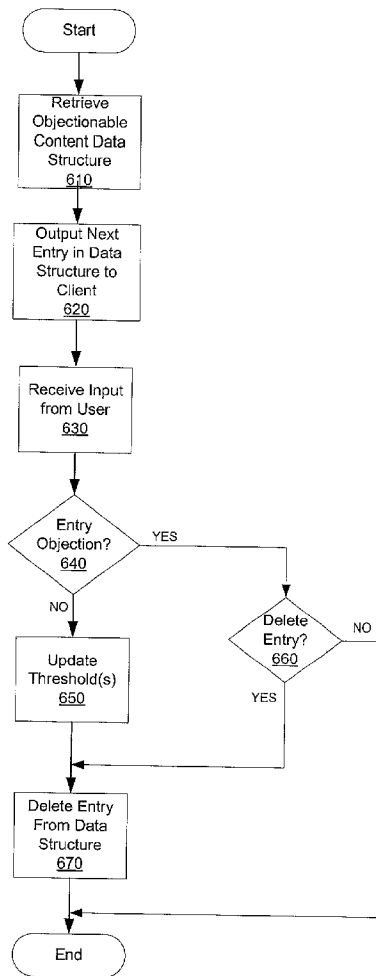 Start
Retrieve
Objectionable
Content Data
Structure
610
Output Next
Entry in Data
Structure to
Client
620
Receive Input
from User
630
Entry
Objection?
640
YES
NO
Delete
Entry?
660
NO
YES
Update
Threshold(s)
650
Delete Entry
From Data
Structure
670
End